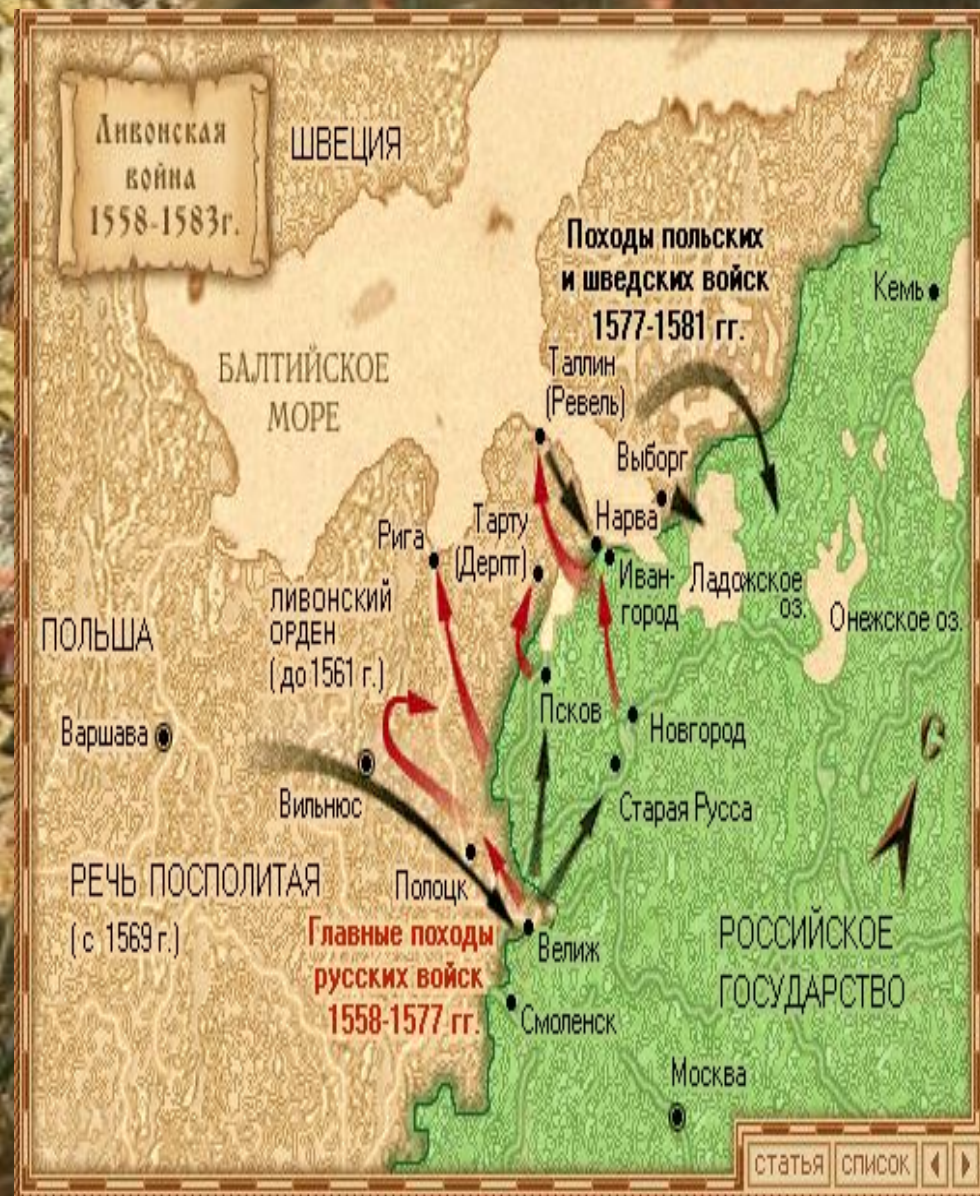 Ливонская
война
1558-1583г.
ШВЕЦИЯ
Походы польских
и шведских войск
1577-1581 гг.
Кемь
БАЛТИЙСКОЕ
МОРЕ
Таллин
(Ревель)
Выборг
Нарва
Тарту
(Дерпт)
Рига
Иван-
город
Ладожское
оз.
Онежское оз.
ЛИВОНСКИЙ
ОРДЕН
(до 1561 г.)
ПОЛЬША
Варшава
Псков
Новгород
С
Вильнюс
Старая Русса
РЕЧЬ ПОСПОЛИТАЯ
(с 1569 г.)
Полоцк
Главные походы
русских войск
1558-1577 гг.
Велиж
РОССИЙСКОЕ
ГОСУДАРСТВО
Смоленск
Москва
статья список